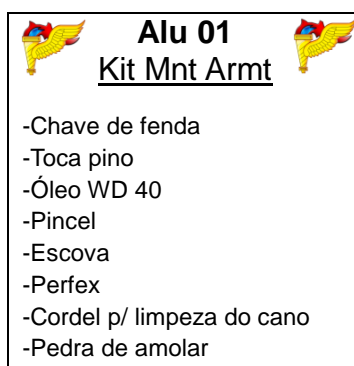 Alu 01
Kit Mnt Armt
-Chave de fenda
-Toca pino
-Óleo WD 40
-Pincel
-Escova
-Perfex
-Cordel p/ limpeza do cano
-Pedra de amolar